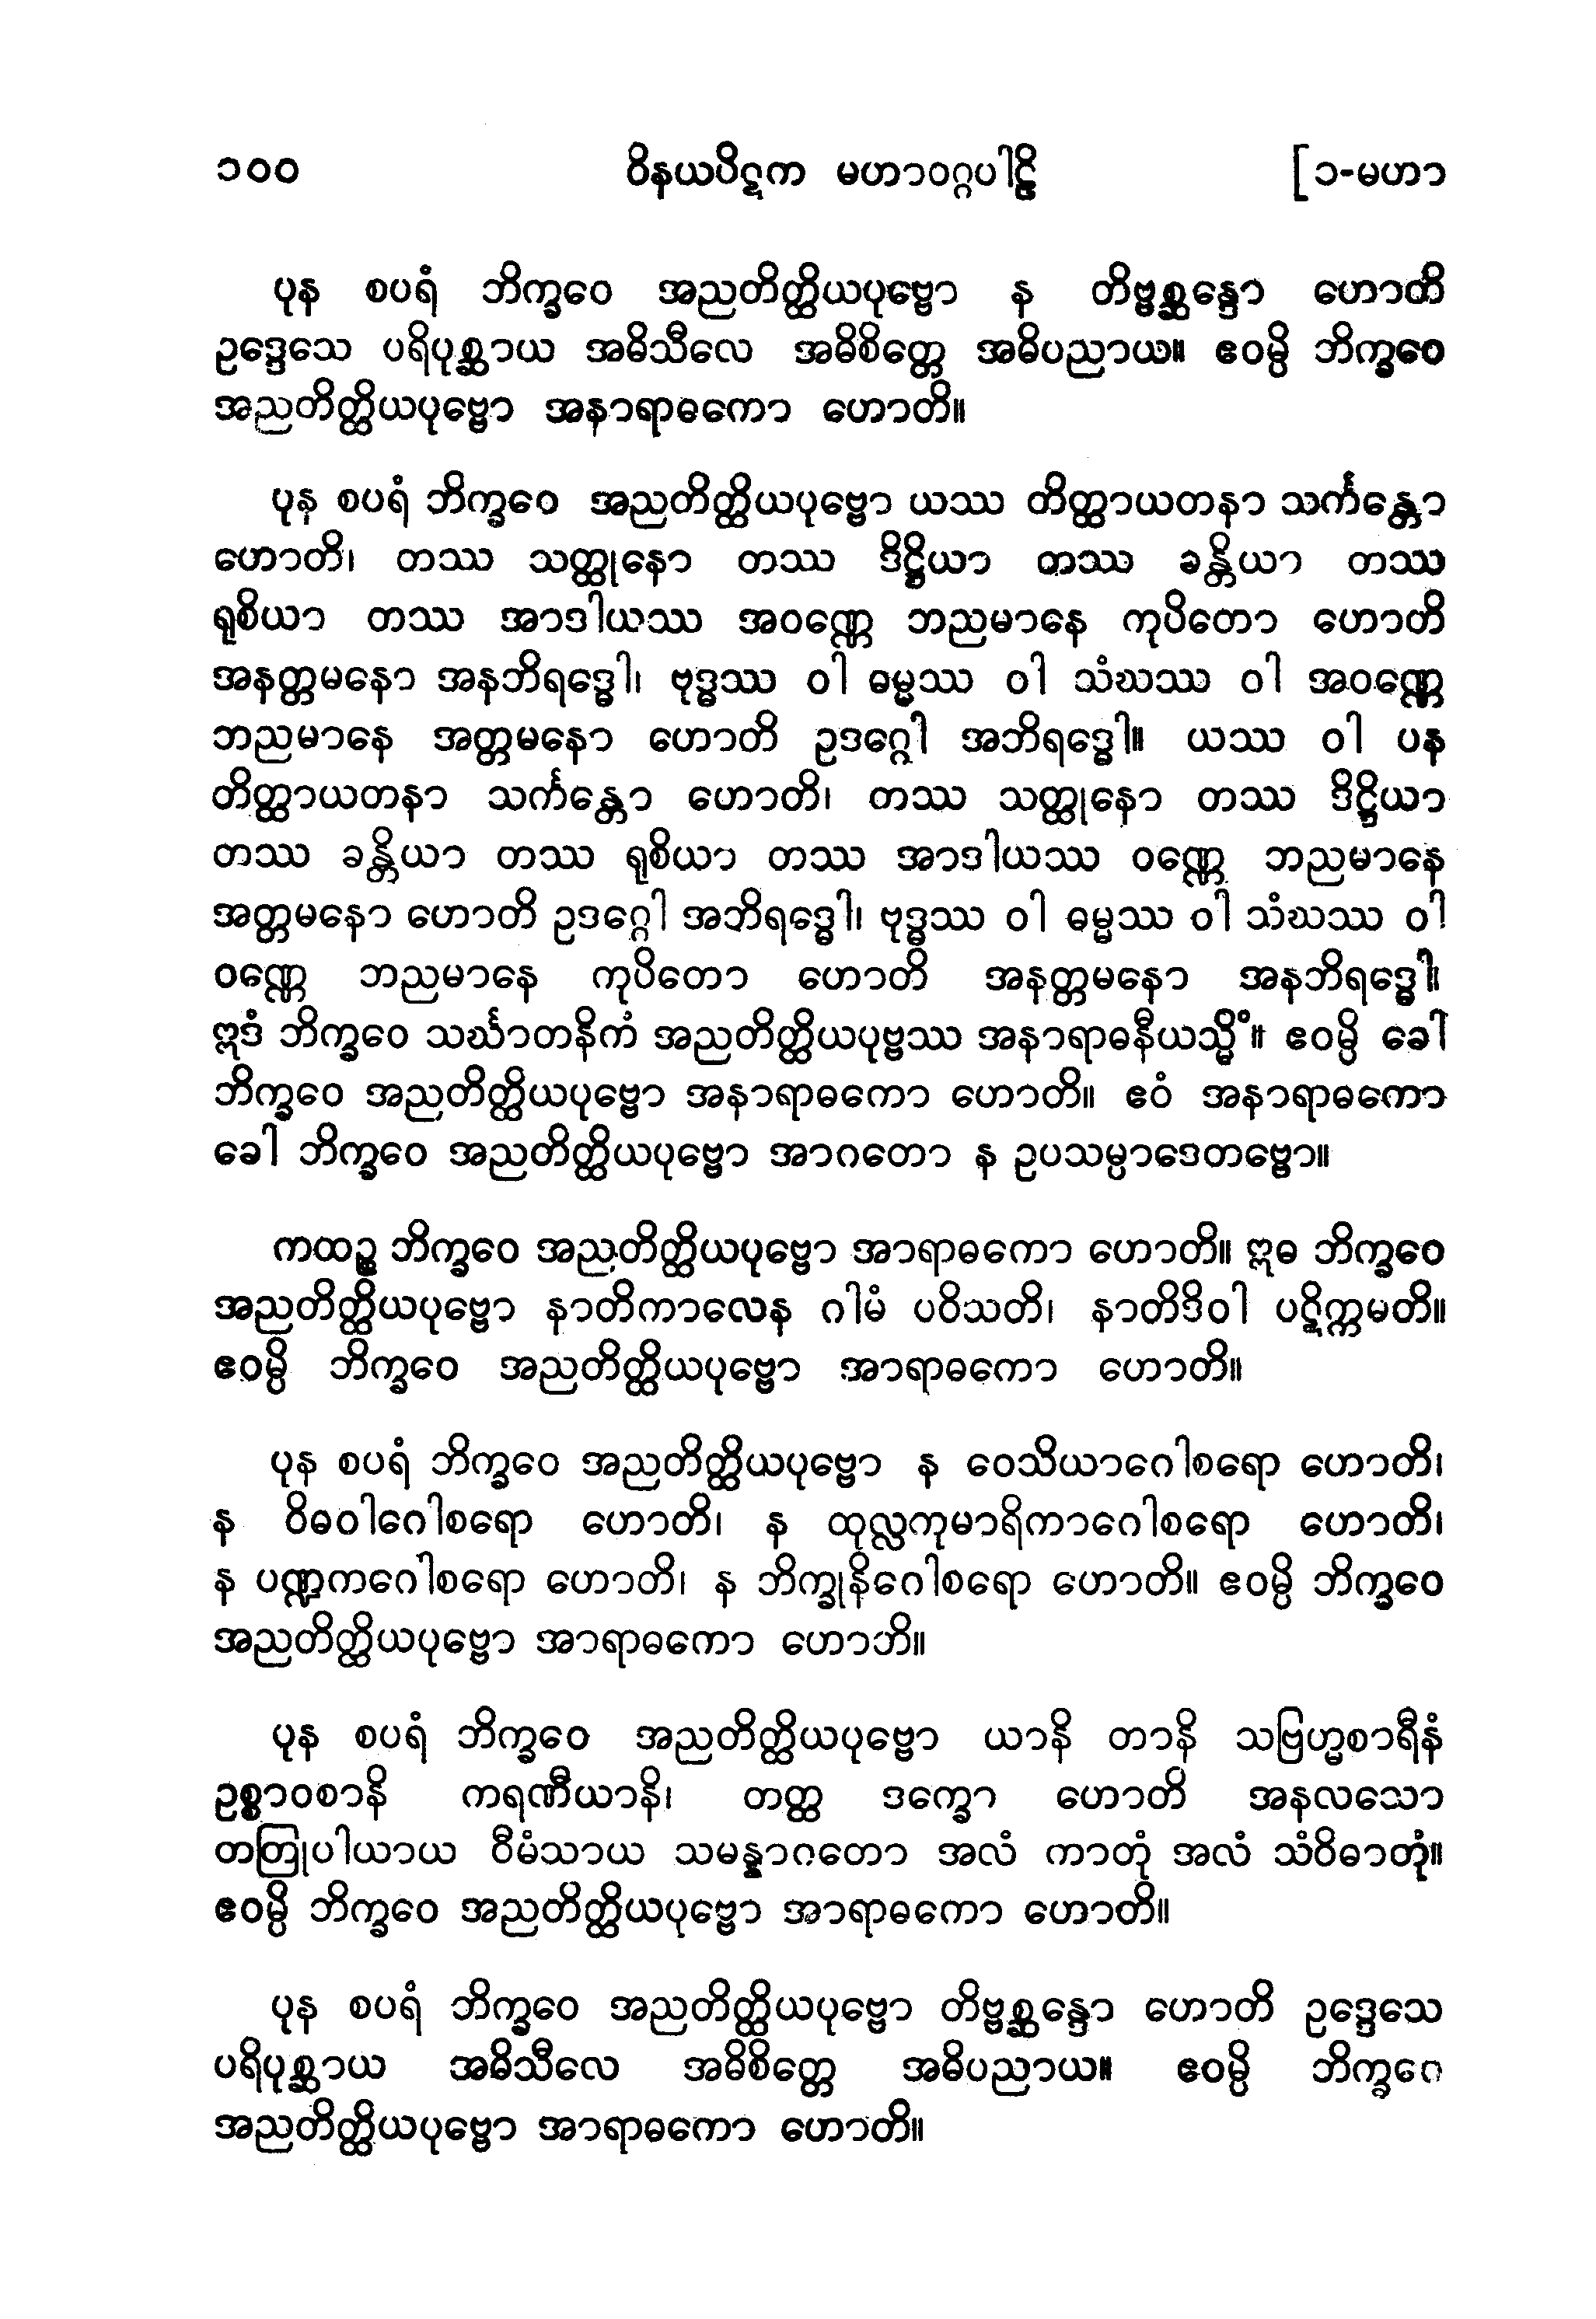 ၁၀၀ ဝိနယပိဋက မဟာဝဂ္ဂပါဠိ [၁-မဟာ
ပုန စပရံ ဘိက္ခဝေ အညတိတ္ထိယပုဗ္ဗော န တိဗ္ဗစ္ဆန္ဒော ဟောတိ
ဥဒ္ဒေသေ ပရိပုစ္ဆာယ အဓိသီလေ အဓိစိတ္တေ အဓိပညာယ။ ဧဝမ္ပိ ဘိက္ခဝေ
အညတိတ္ထိယပုဗ္ဗော အနာရာဓကော ဟောတိ။
ပုန စပရံ ဘိက္ခဝေ အညတိတ္ထိယပုဗ္ဗော ယဿ တိတ္ထာယတနာ သင်္ကန္တော
ဟောတိ၊ တဿ သတ္ထုနော တဿ ဒိဋ္ဌိယာ တဿ ခန္တိယာ တဿ
ရုစိယာ တဿ အာဒါယဿ အဝဏ္ဏေ ဘညမာနေ ကုပိတော ဟောတိ
အနတ္တမနော အနဘိရဒ္ဓေါ၊ ဗုဒ္ဓဿ ဝါ ဓမ္မဿ ဝါ သံဃဿ ဝါ အဝဏ္ဏေ
ဘညမာနေ အတ္တမနော ဟောတိ ဥဒဂ္ဂေါ အဘိရဒ္ဓေါ။ ယဿ ဝါ ပန
တိတ္ထာယတနာ သင်္ကန္တော ဟောတိ၊ တဿ သတ္ထုနော တဿ ဒိဋ္ဌိယာ
တဿ ခန္တိယာ တဿ ရုစိယာ တဿ အာဒါယဿ ဝဏ္ဏေ ဘညမာနေ
အတ္တမနော ဟောတိ ဥဒဂ္ဂေါ အဘိရဒ္ဓေါ၊ ဗုဒ္ဓဿ ဝါ ဓမ္မဿ ဝါ သံဃဿ ဝါ
ဝဏ္ဏေ ဘညမာနေ ကုပိတော ဟောတိ အနတ္တမနော အနဘိရဒ္ဓေါ။
ဣဒံ ဘိက္ခဝေ သင်္ဃာတနိကံ အညတိတ္ထိယပုဗ္ဗဿ အနာရာဓနီယသ္မိံ။ ဧဝမ္ပိ ခေါ
ဘိက္ခဝေ အညတိတ္ထိယပုဗ္ဗော အနာရာဓကော ဟောတိ။ ဧဝံ အနာရာဓကော
ခေါ ဘိက္ခဝေ အညတိတ္ထိယပုဗ္ဗော အာဂတော န ဥပသမ္ပာဒေတဗ္ဗော။
ကထဉ္စ ဘိက္ခဝေ အညတိတ္ထိယပုဗ္ဗော အာရာဓကော ဟောတိ။ ဣဓ ဘိက္ခဝေ
အညတိတ္ထိယပုဗ္ဗော နာတိကာလေန ဂါမံ ပဝိသတိ၊ နာတိဒိဝါ ပဋိက္ကမတိ။
ဧဝမ္ပိ ဘိက္ခဝေ အညတိတ္ထိယပုဗ္ဗော အာရာဓကော ဟောတိ။
ပုန စပရံ ဘိက္ခဝေ အညတိတ္ထိယပုဗ္ဗော န ဝေသိယာဂေါစရော ဟောတိ၊
န ဝိဓဝါဂေါစရော ဟောတိ၊ န ထုလ္လကုမာရိကာဂေါစရော ဟောတိ၊
န ပဏ္ဍကဂေါစရော ဟောတိ၊ န ဘိက္ခုနိဂေါစရော ဟောတိ။ ဧဝမ္ပိ ဘိက္ခဝေ
အညတိတ္ထိယပုဗ္ဗော အာရာဓကော ဟောဘိ။
ပုန စပရံ ဘိက္ခဝေ အညတိတ္ထိယပုဗ္ဗော ယာနိ တာနိ သဗြဟ္မစာရီနံ
ဥစ္စာဝစာနိ ကရဏီယာနိ၊ တတ္ထ ဒက္ခော ဟောတိ အနလသော
တတြုပါယာယ ဝီမံသာယ သမန္နာဂတော အလံ ကာတုံ အလံ သံဝိဓာတုံ။
ဧဝမ္ပိ ဘိက္ခဝေ အညတိတ္ထိယပုဗ္ဗော အာရာဓကော ဟောတိ။
ပုန စပရံ ဘိက္ခဝေ အညတိတ္ထိယပုဗ္ဗော တိဗ္ဗစ္ဆန္ဒော ဟောတိ ဥဒ္ဒေသေ
ပရိပုစ္ဆာယ အဓိသီလေ အဓိစိတ္တေ အဓိပညာယ။ ဧဝမ္ပိ ဘိက္ခဂေ
အညတိတ္ထိယပုဗ္ဗော အာရာဓကော ဟောတိ။